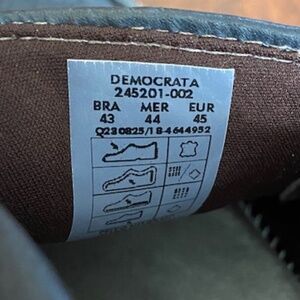 DEMOCRATA
245201-002
BRA MER EUR
43 44 45
Q230825/18-4644952